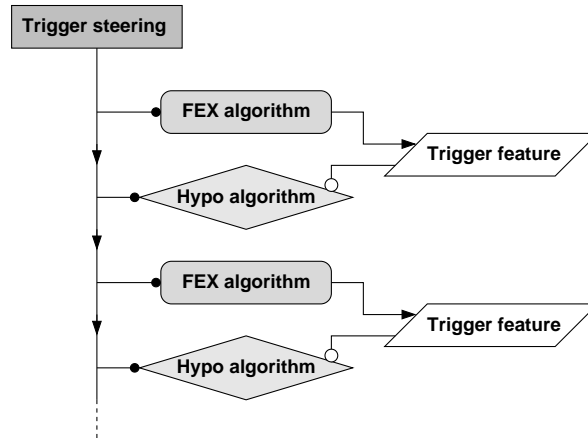 Trigger steering
FEX algorithm
Trigger feature
Hypo algorithm
FEX algorithm
Trigger feature
Hypo algorithm